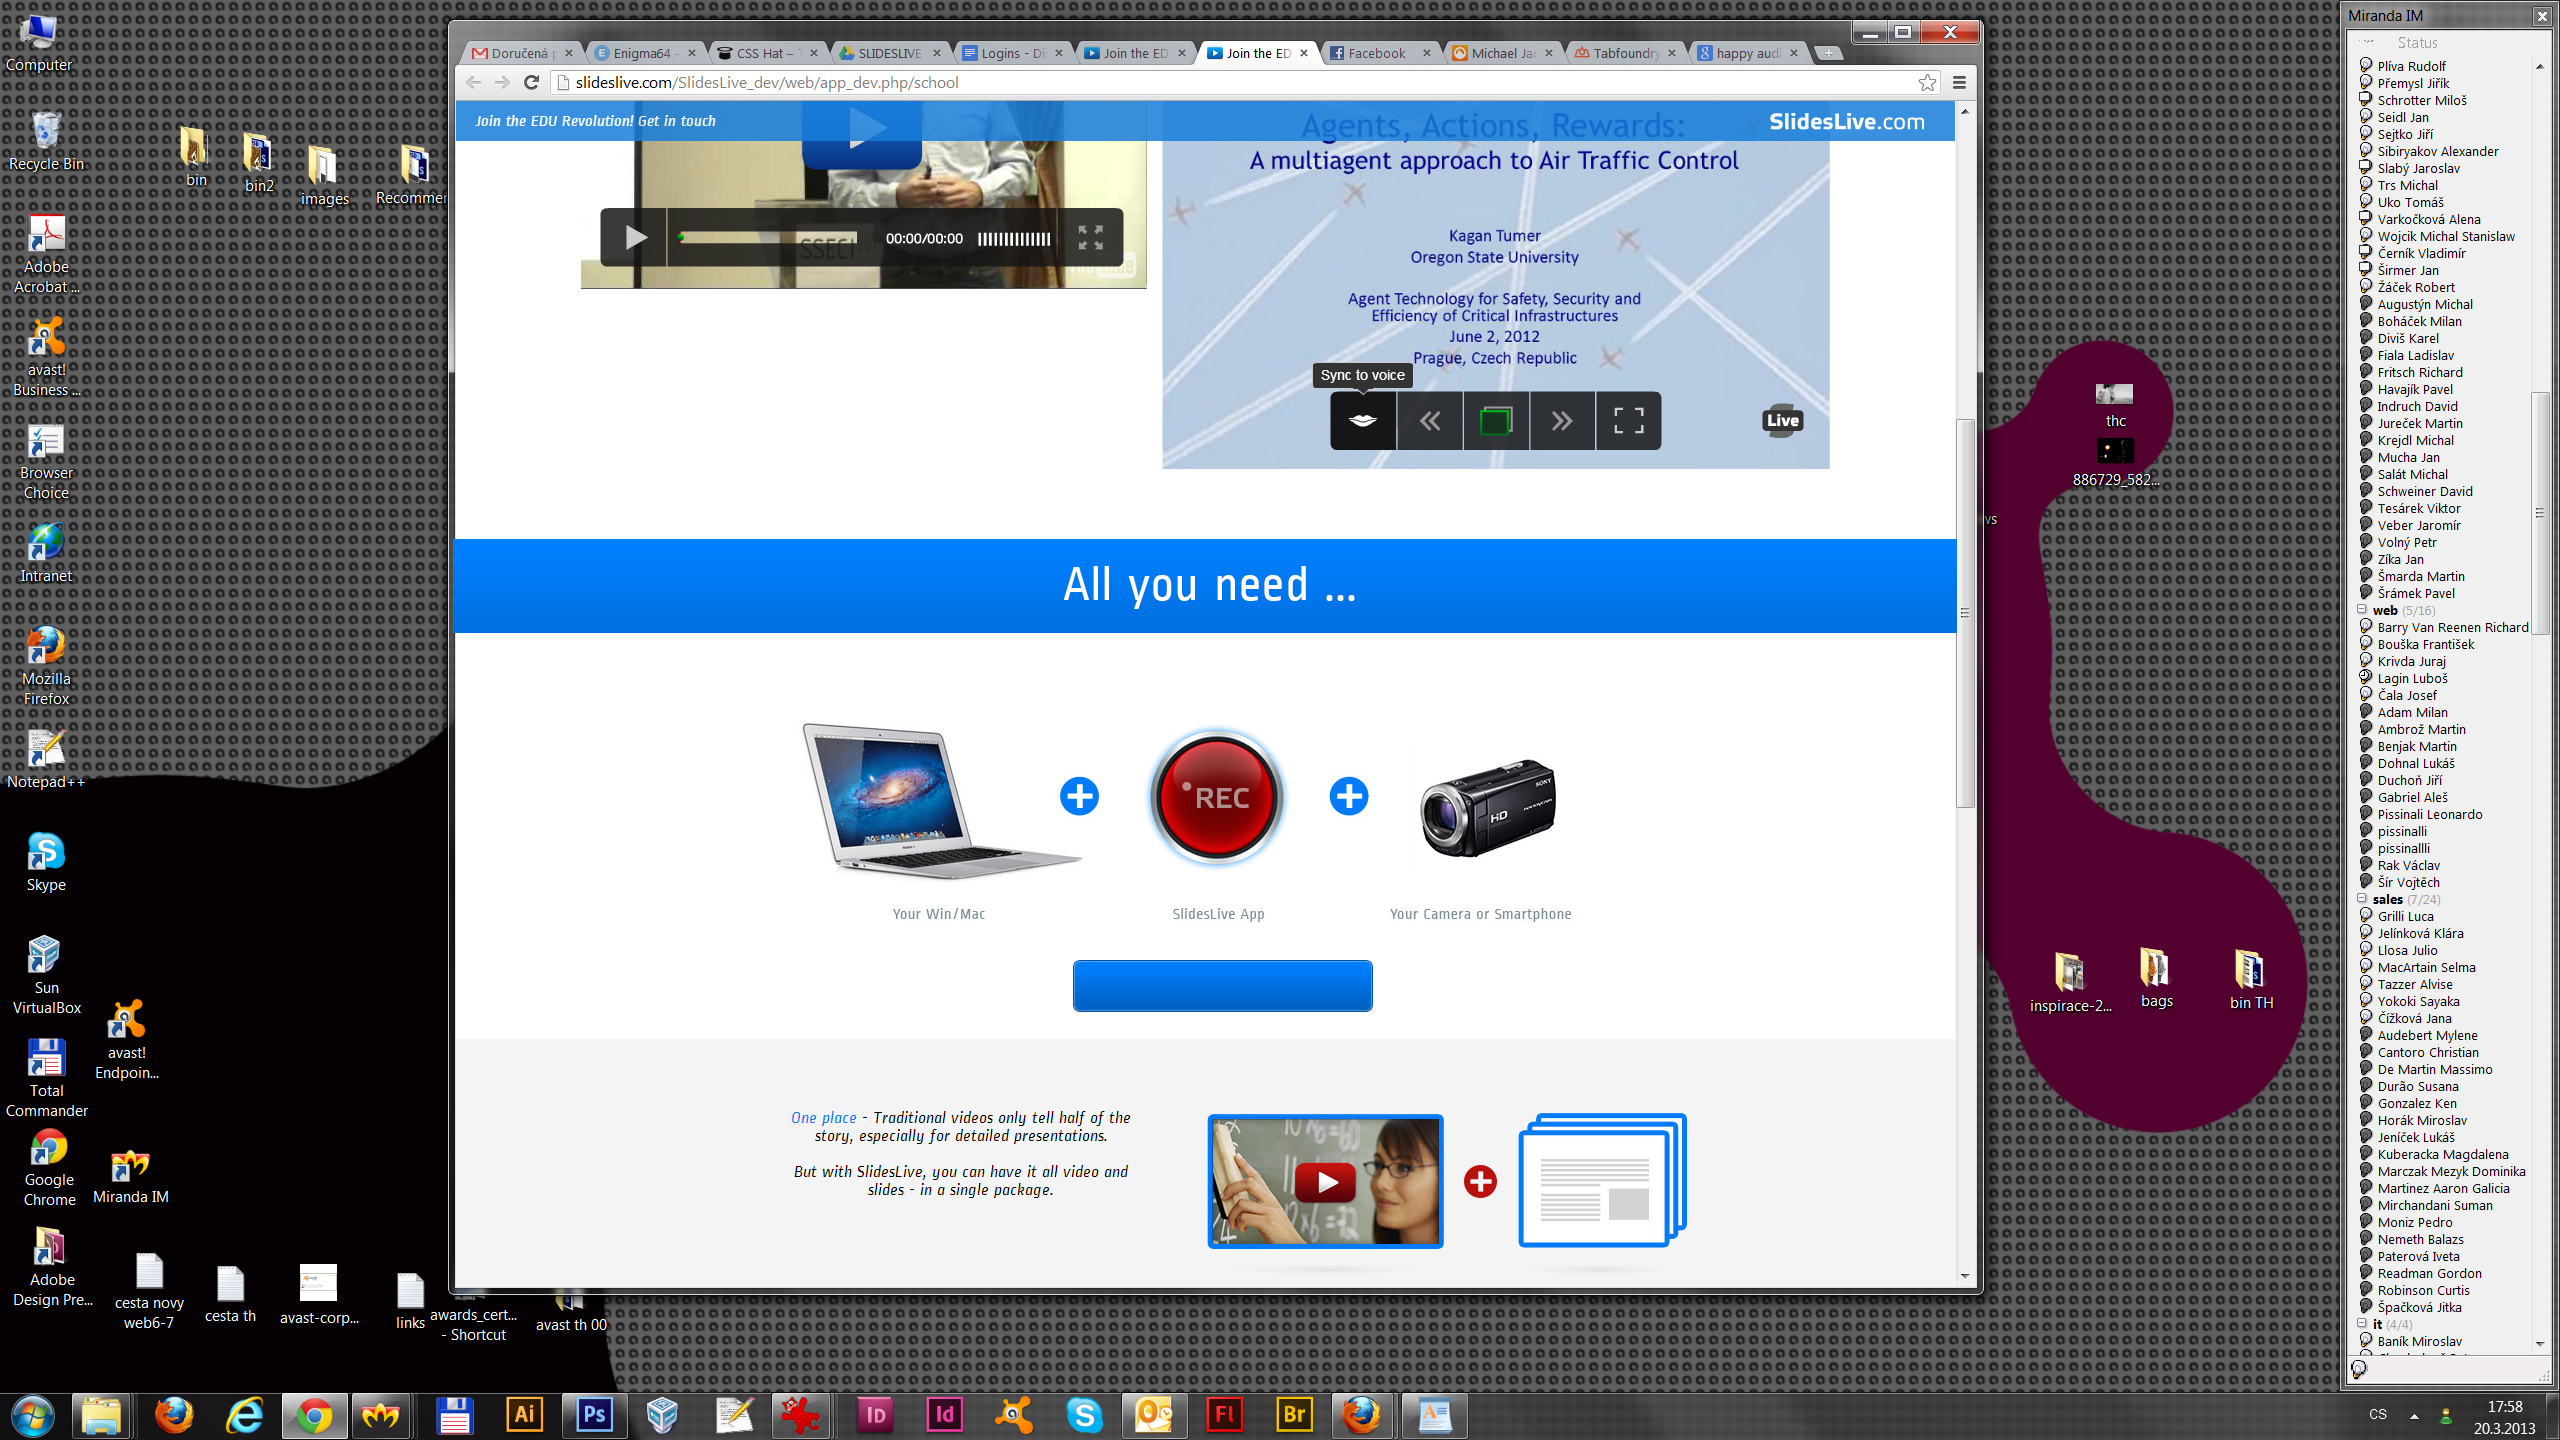 Computer
Recycle Bin
bin
bin2
images
Recommer
Adobe
Acrobat ...
avast!
Business ...
Browser
Choice
Intranet
Mozilla
Firefox
Notepad++
Skype
Sun
VirtualBox
avast!
Endpoin...
Total
Commander
Google
Chrome
Miranda IM
Adobe
Design Pre...
cesta novy
web6-7
cesta th
avast-corp...
links
awards_cert...
- Shortcut
avast th 00
Doručená p
Enigma64 -
CSS Hat – T
SLIDESLIVE
Logins - Di
Join the ED
Join the ED
Facebook
Michael Jac
Tabfoundry
happy audi
slideslive.com/SlidesLive_dev/web/app_dev.php/school
Join the EDU Revolution! Get in touch
SlidesLive.com
00:00/00:00
Agents, Actions, Rewards:
A multiagent approach to Air Traffic Control
Kagan Tumer
Oregon State University
Agent Technology for Safety, Security and
Efficiency of Critical Infrastructures
June 2, 2012
Prague, Czech Republic
Sync to voice
Live
All you need ...
REC
SONY
HD
Your Win/Mac
SlidesLive App
Your Camera or Smartphone
One place - Traditional videos only tell half of the
story, especially for detailed presentations.
But with SlidesLive, you can have it all video and
slides - in a single package.
thc
886729_582...
ws
inspirace-2...
bags
bin TH
Miranda IM
Status
Plíva Rudolf
Přemysl Jiřík
Schrotter Miloš
Seidl Jan
Sejtko Jiří
Sibiryakov Alexander
Slabý Jaroslav
Trs Michal
Uko Tomáš
Varkočková Alena
Wojcik Michal Stanislaw
Černík Vladimír
Širmer Jan
Žáček Robert
Augustýn Michal
Boháček Milan
Diviš Karel
Fiala Ladislav
Fritsch Richard
Havajík Pavel
Indruch David
Jureček Martin
Krejdl Michal
Mucha Jan
Salát Michal
Schweiner David
Tesárek Viktor
Veber Jaromír
Volný Petr
Zíka Jan
Šmarda Martin
Šrámek Pavel
web (5/16)
Barry Van Reenen Richard
Bouška František
Krivda Juraj
Lagin Luboš
Čala Josef
Adam Milan
Ambrož Martin
Benjak Martin
Dohnal Lukáš
Duchoň Jiří
Gabriel Aleš
Pissinali Leonardo
pissinalli
pissinallli
Rak Václav
Šír Vojtěch
sales (7/24)
Grilli Luca
Jelínková Klára
Llosa Julio
MacArtain Selma
Tazzer Alvise
Yokoki Sayaka
Čížková Jana
Audebert Mylene
Cantoro Christian
De Martin Massimo
Durão Susana
Gonzalez Ken
Horák Miroslav
Jeníček Lukáš
Kuberacka Magdalena
Marczak Mezyk Dominika
Martinez Aaron Galicia
Mirchandani Suman
Moniz Pedro
Nemeth Balazs
Paterová Iveta
Readman Gordon
Robinson Curtis
Špačková Jitka
it (4/4)
Baník Miroslav
Ai
Ps
ID
Id
Fl
Br
CS
17:58
20.3.2013